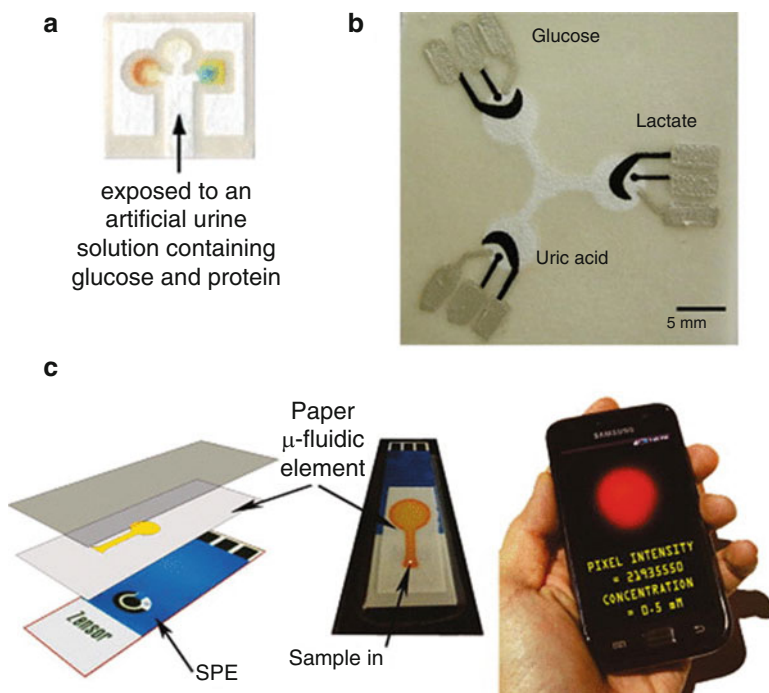 a
exposed to an
artificial urine
solution containing
glucose and protein
b
Glucose
Lactate
Uric acid
5 mm
c
Paper
μ-fluidic
element
Zensor
SPE
Sample in
SAMSUNG
PIXEL INTENSITY
= 21935550
CONCENTRATION
= 0.5 mM